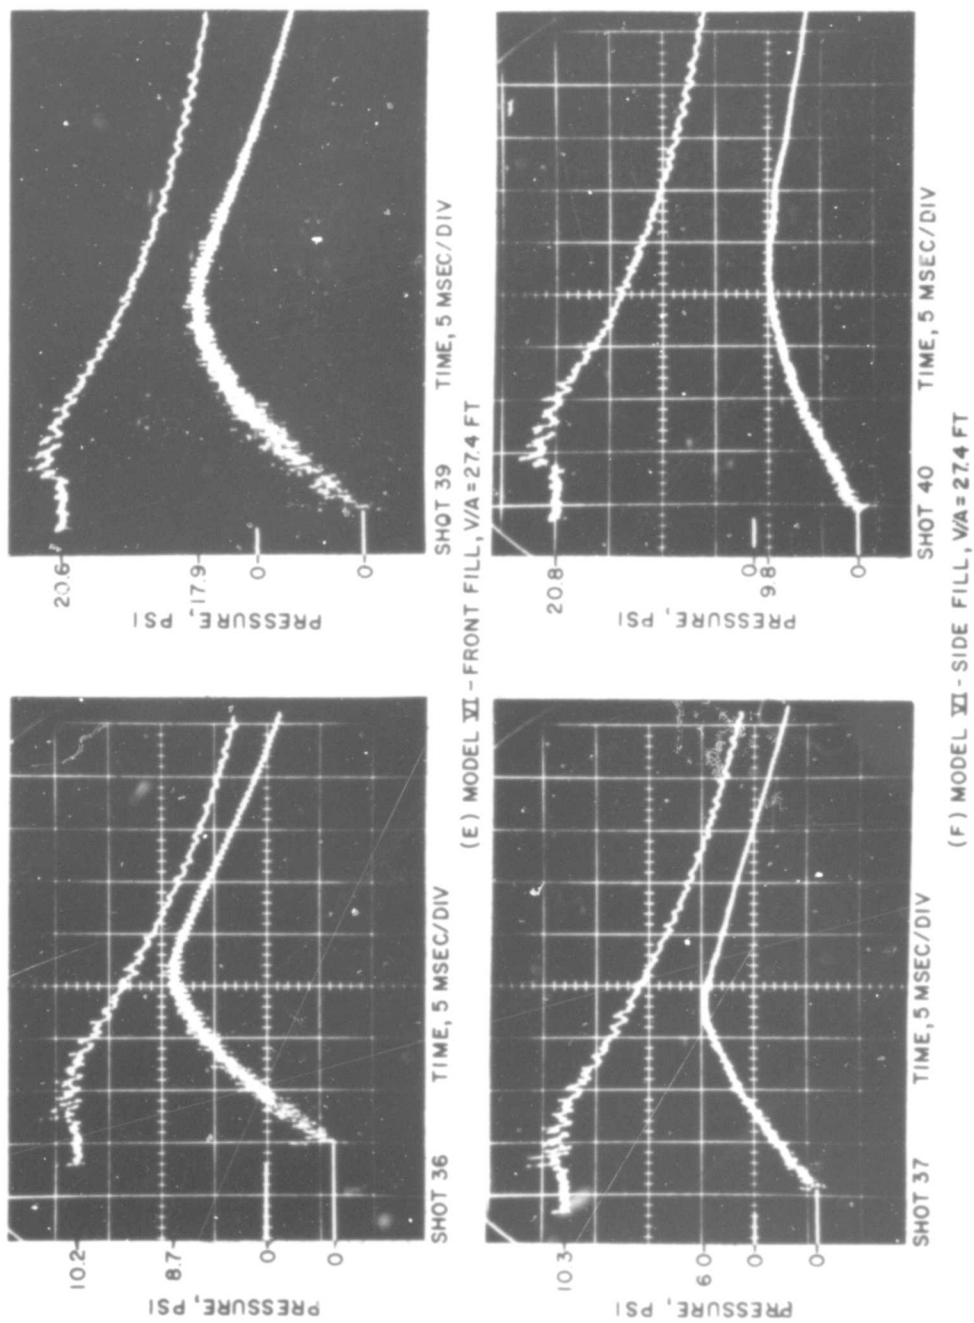 PRESSURE, PSI
20.6
17.9
0
0
SHOT 39 TIME, 5 MSEC/DIV
PRESSURE, PSI
10.2
8.7
0
0
SHOT 36 TIME, 5 MSEC/DIV
(E) MODEL VI - FRONT FILL, V/A = 27.4 FT
PRESSURE, PSI
20.8
0
9.8
0
SHOT 40 TIME, 5 MSEC/DIV
PRESSURE, PSI
10.3
6.0
0
0
SHOT 37 TIME, 5 MSEC/DIV
(F) MODEL VI - SIDE FILL, V/A = 27.4 FT